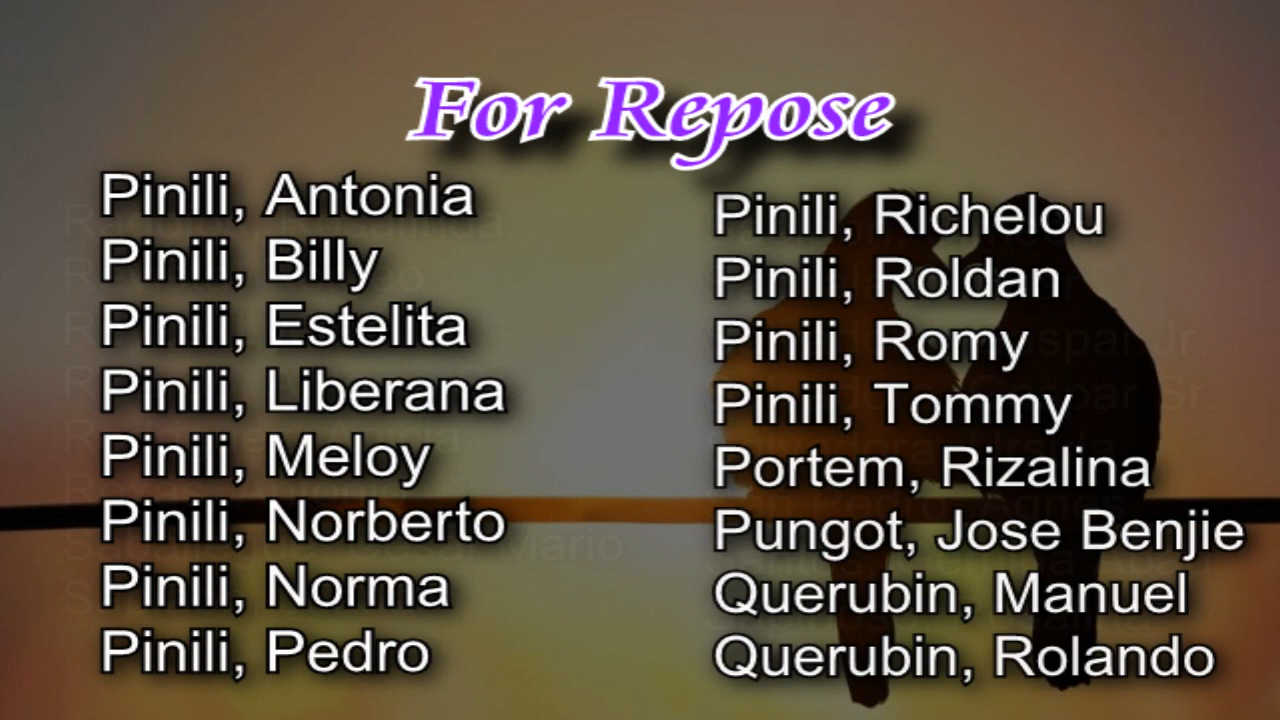 For Repose
Pinili, Antonia
Pinili, Billy
Pinili, Estelita
Pinili, Liberana
Pinili, Meloy
Pinili, Norberto
Pinili, Norma
Pinili, Pedro
Pinili, Richelou
Pinili, Roldan
Pinili, Romy
Pinili, Tommy
Portem, Rizalina
Pungot, Jose Benjie
Querubin, Manuel
Querubin, Rolando